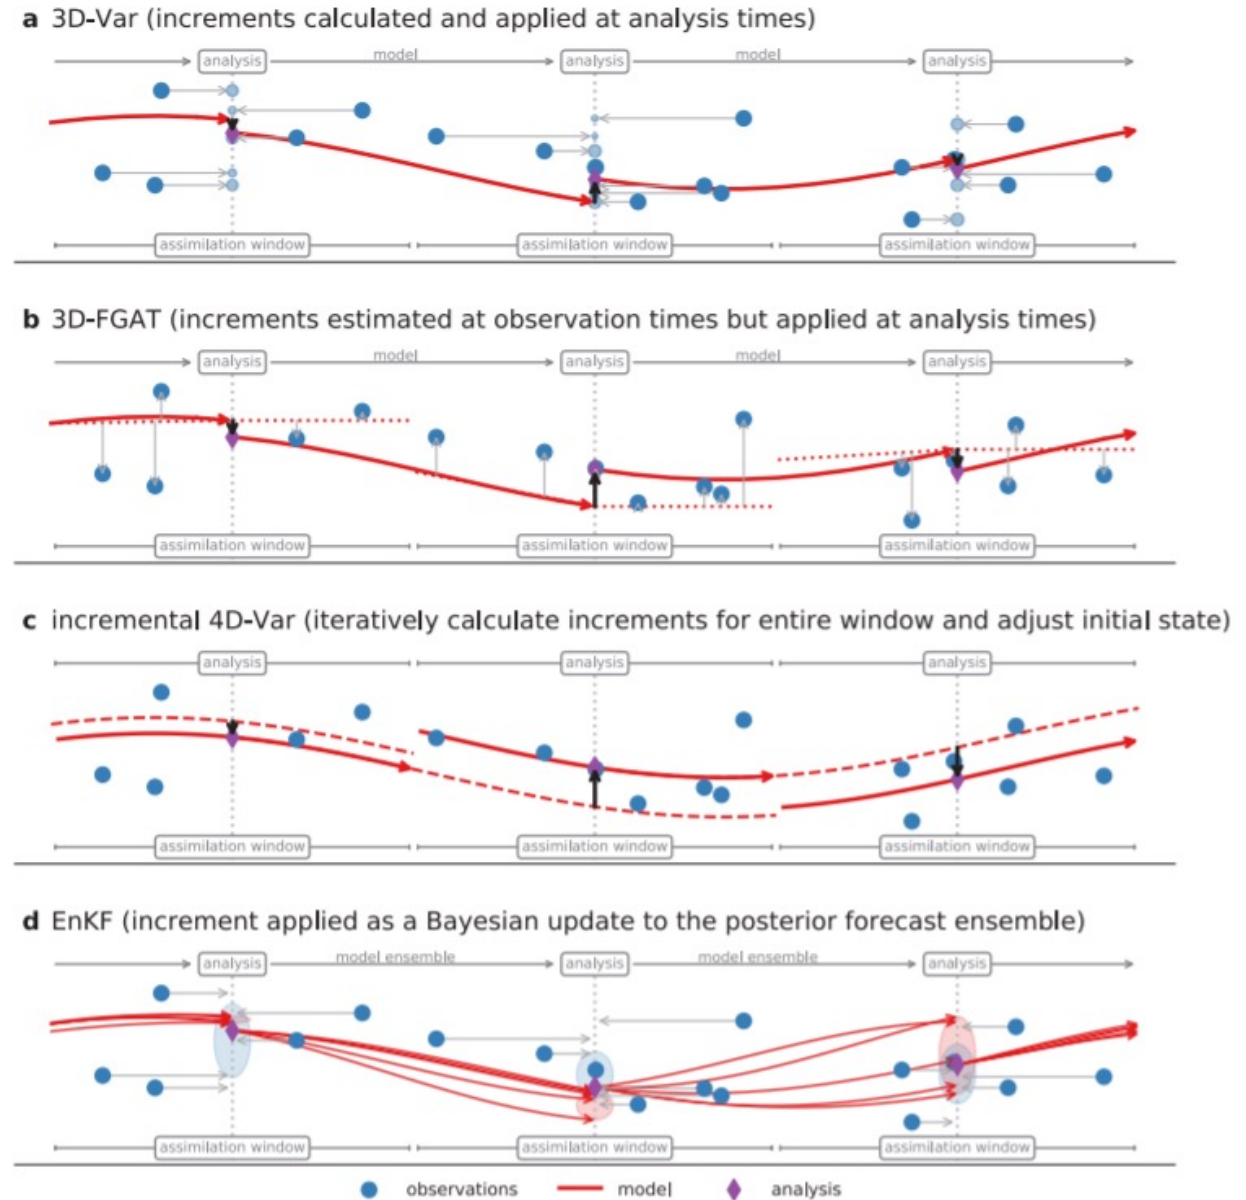 a 3D-Var (increments calculated and applied at analysis times)
analysis model analysis model analysis
assimilation window assimilation window assimilation window
b 3D-FGAT (increments estimated at observation times but applied at analysis times)
analysis model analysis model analysis
assimilation window assimilation window assimilation window
c incremental 4D-Var (iteratively calculate increments for entire window and adjust initial state)
analysis analysis analysis
assimilation window assimilation window assimilation window
d EnKF (increment applied as a Bayesian update to the posterior forecast ensemble)
analysis model ensemble analysis model ensemble analysis
assimilation window assimilation window assimilation window
observations model analysis